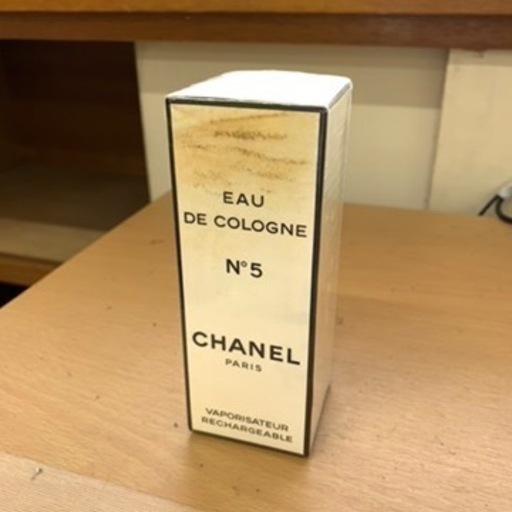 EAU
DE COLOGNE
N°5
CHANEL
PARIS
VAPORISATEUR
RECHARGEABLE